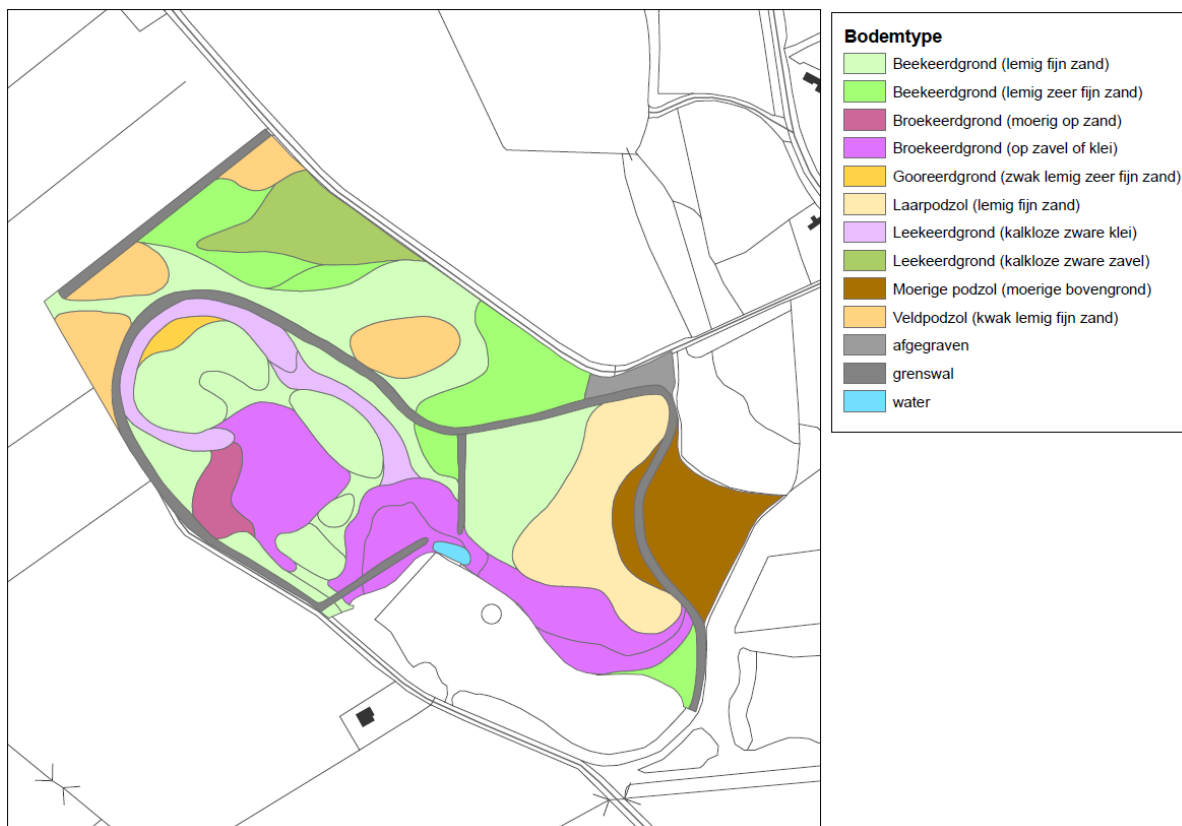 Bodemtype
Beekeerdgrond (lemig fijn zand)
Beekeerdgrond (lemig zeer fijn zand)
Broekeerdgrond (moerig op zand)
Broekeerdgrond (op zavel of klei)
Gooreerdgrond (zwak lemig zeer fijn zand)
Laarpodzol (lemig fijn zand)
Leekeerdgrond (kalkloze zware klei)
Leekeerdgrond (kalkloze zware zavel)
Moerige podzol (moerige bovengrond)
Veldpodzol (kwak lemig fijn zand)
afgegraven
grenswal
water